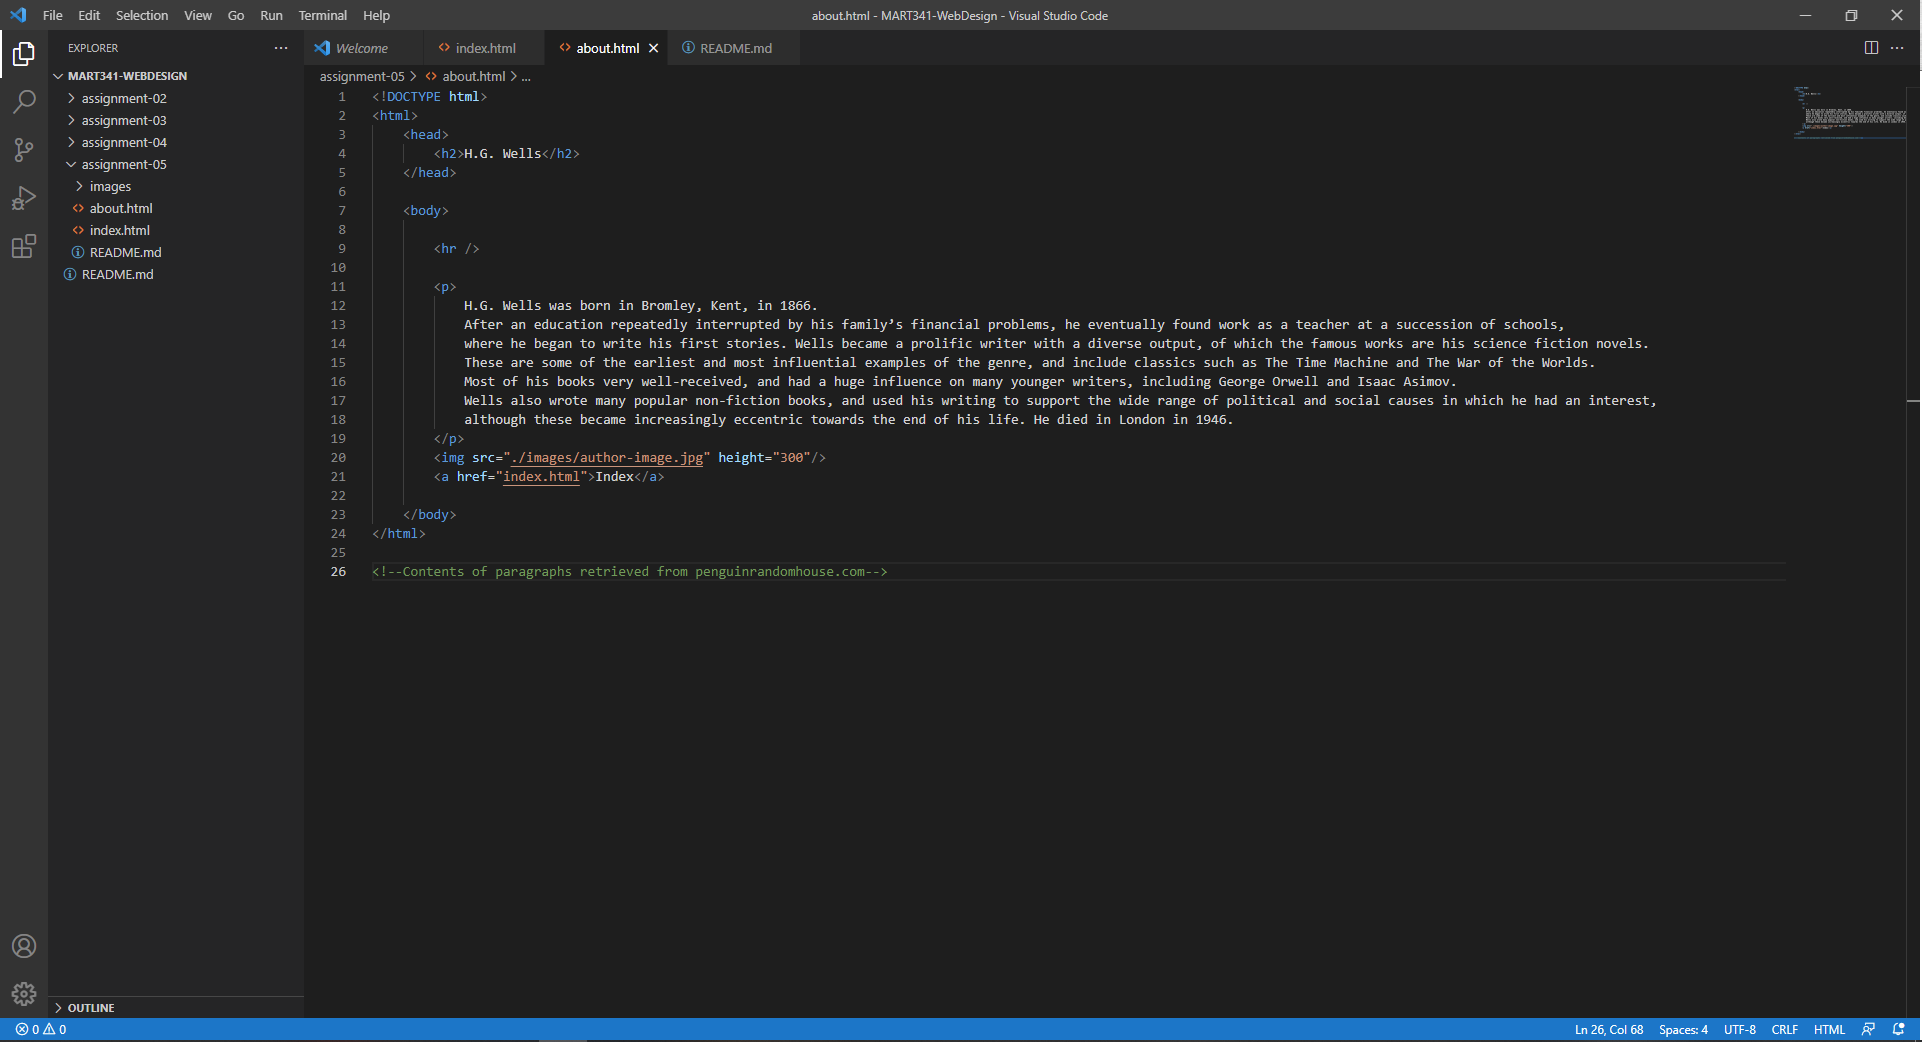 File Edit Selection View Go Run Terminal Help
about.html - MART341-WebDesign - Visual Studio Code
EXPLORER
MART341-WEBDESIGN
assignment-02
assignment-03
assignment-04
assignment-05
images
about.html
index.html
README.md
README.md
OUTLINE
Welcome index.html about.html README.md
assignment-05 > about.html > ...
1 <!DOCTYPE html>
2 <html>
3 <head>
4 <h2>H.G. Wells</h2>
5 </head>
6
7 <body>
8
9 <hr />
10
11 <p>
12 H.G. Wells was born in Bromley, Kent, in 1866.
13 After an education repeatedly interrupted by his family’s financial problems, he eventually found work as a teacher at a succession of schools,
14 where he began to write his first stories. Wells became a prolific writer with a diverse output, of which the famous works are his science fiction novels.
15 These are some of the earliest and most influential examples of the genre, and include classics such as The Time Machine and The War of the Worlds.
16 Most of his books very well-received, and had a huge influence on many younger writers, including George Orwell and Isaac Asimov.
17 Wells also wrote many popular non-fiction books, and used his writing to support the wide range of political and social causes in which he had an interest,
18 although these became increasingly eccentric towards the end of his life. He died in London in 1946.
19 </p>
20 <img src="./images/author-image.jpg" height="300"/>
21 <a href="index.html">Index</a>
22
23 </body>
24 </html>
25
26 <!--Contents of paragraphs retrieved from penguinrandomhouse.com-->
0 0
Ln 26, Col 68 Spaces: 4 UTF-8 CRLF HTML